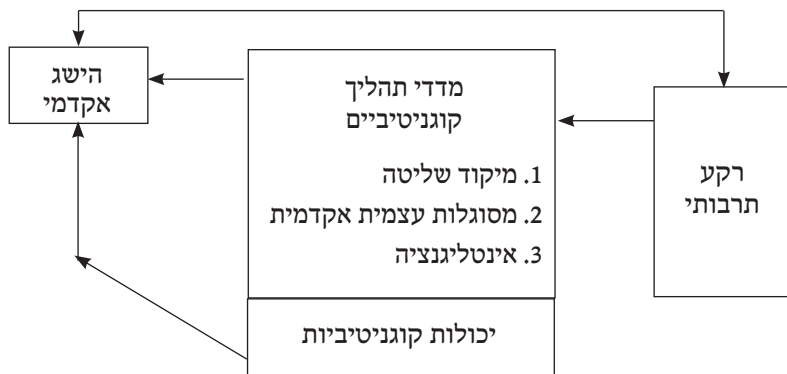 רקע
תרבותי
מדדי תהליך
קוגניטיביים
1. מיקוד שליטה
2. מסוגלות עצמית אקדמית
3. אינטליגנציה
יכולות קוגניטיביות
הישג
אקדמי